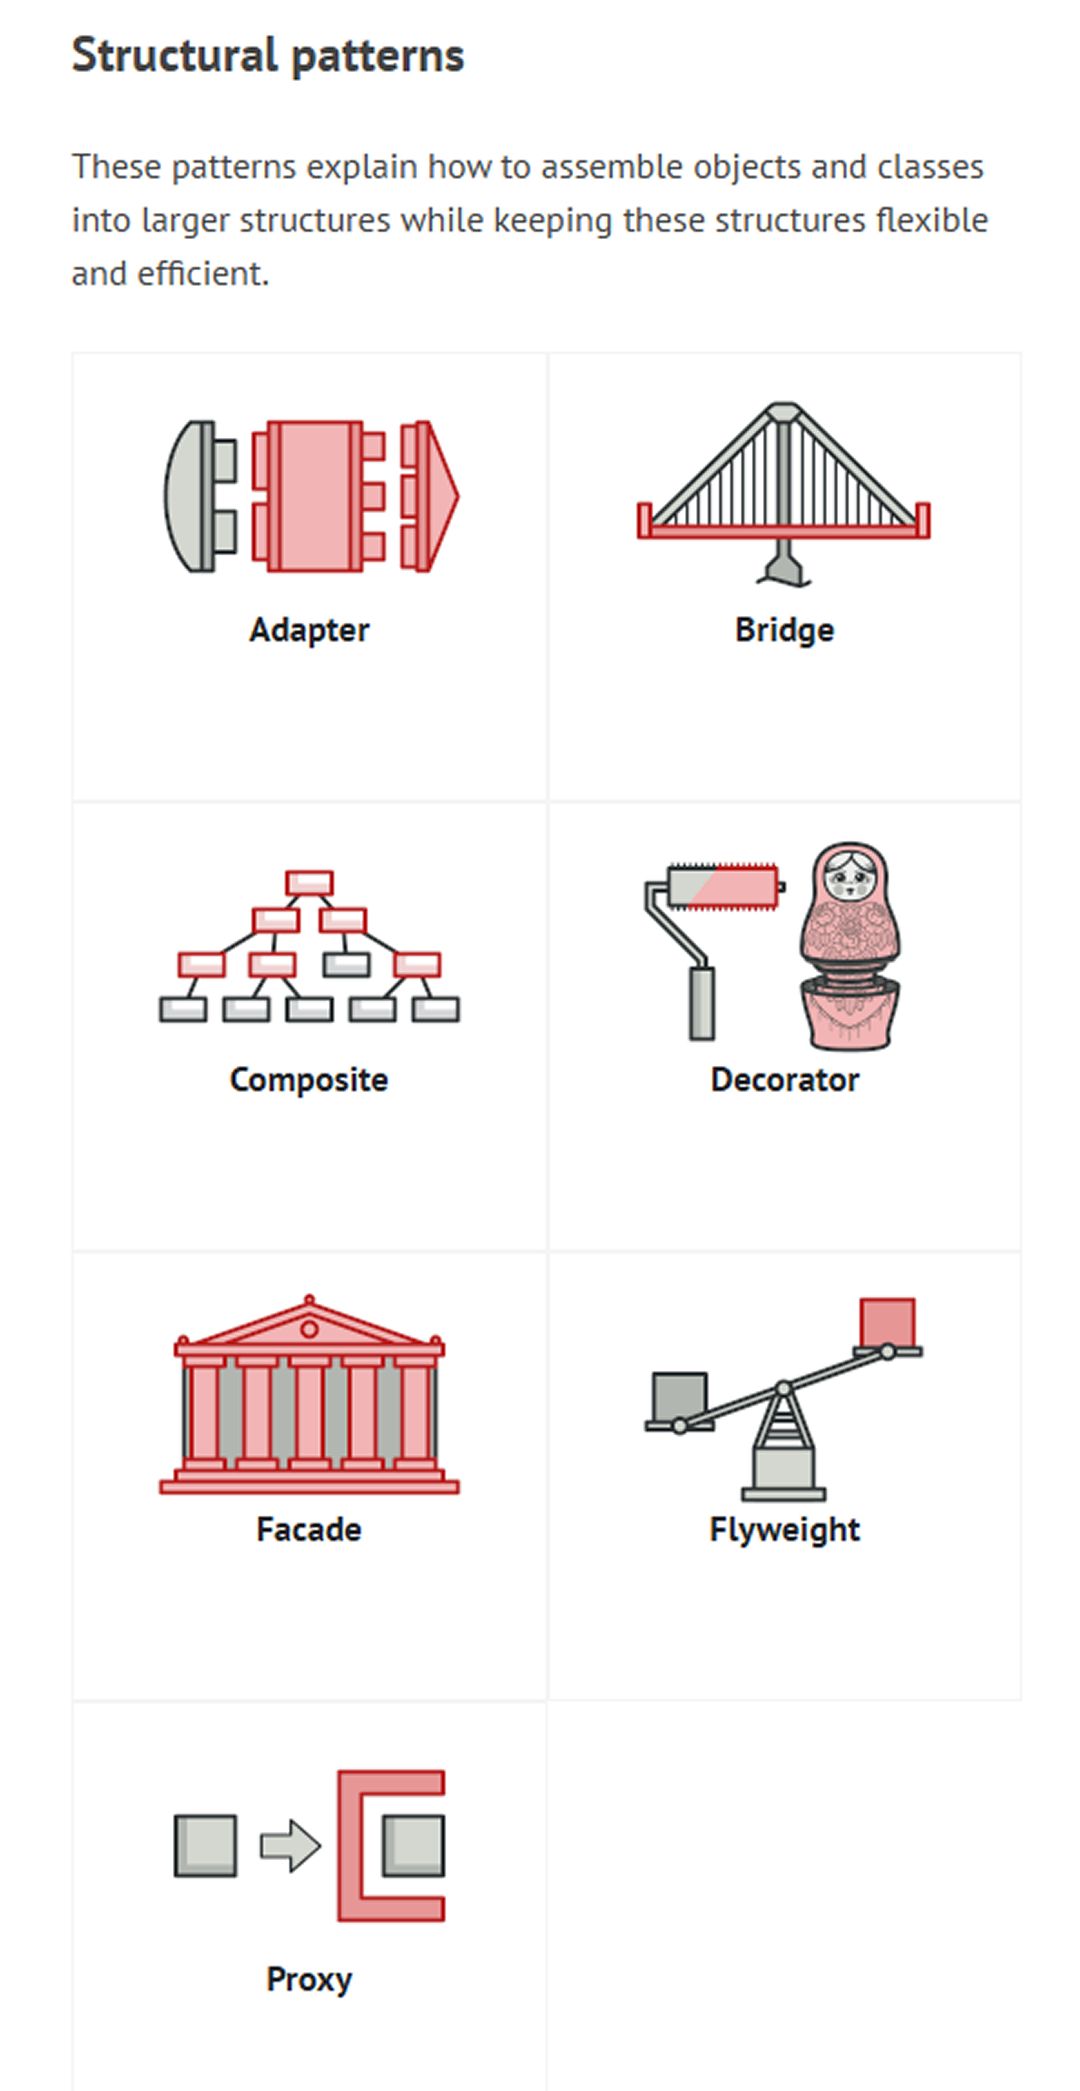 Structural patterns
These patterns explain how to assemble objects and classes
into larger structures while keeping these structures flexible
and efficient.
Adapter
Bridge
Composite
Decorator
Facade
Flyweight
Proxy